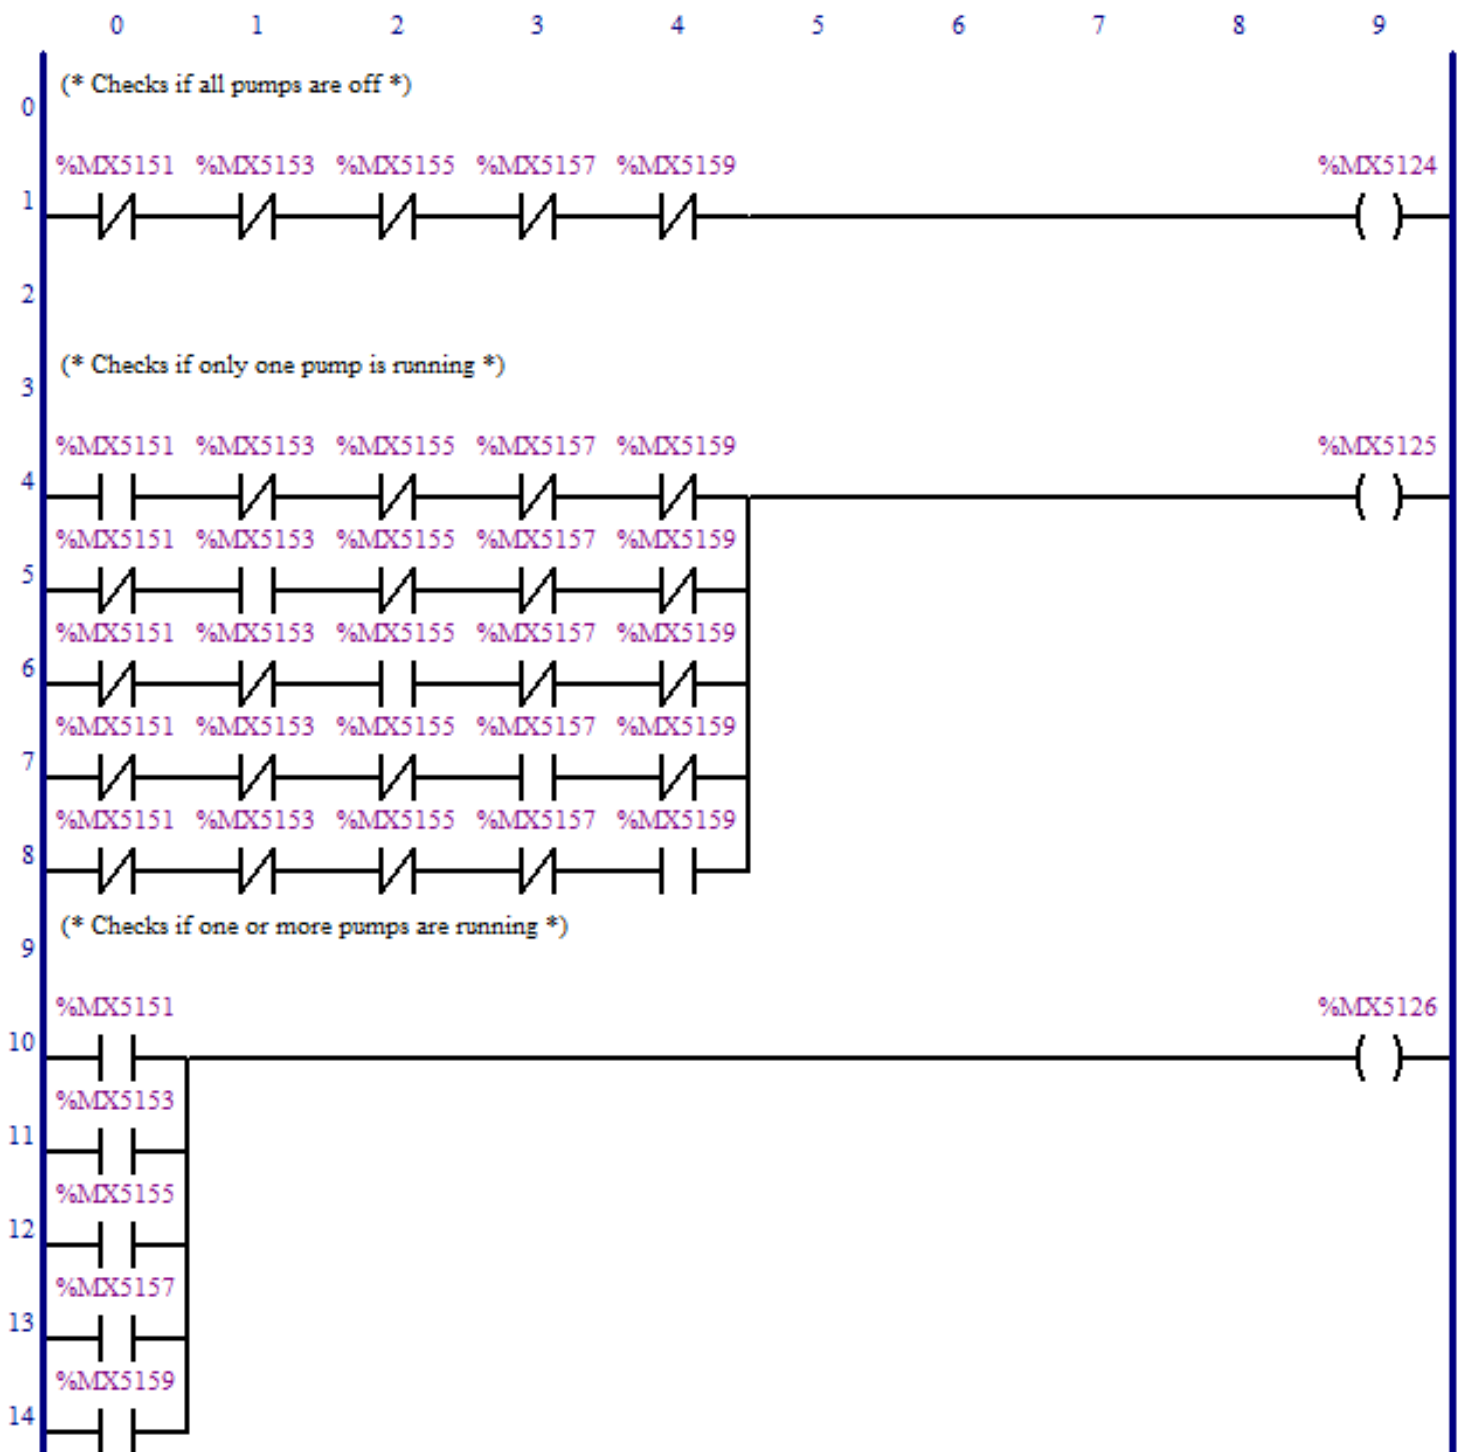 0 1 2 3 4 5 6 7 8 9
(* Checks if all pumps are off *)
0
%MX5151 %MX5153 %MX5155 %MX5157 %MX5159 %MX5124
1
2
(* Checks if only one pump is running *)
3
%MX5151 %MX5153 %MX5155 %MX5157 %MX5159 %MX5125
4
%MX5151 %MX5153 %MX5155 %MX5157 %MX5159
5
%MX5151 %MX5153 %MX5155 %MX5157 %MX5159
6
%MX5151 %MX5153 %MX5155 %MX5157 %MX5159
7
%MX5151 %MX5153 %MX5155 %MX5157 %MX5159
8
(* Checks if one or more pumps are running *)
9
%MX5151 %MX5126
10
%MX5153
11
%MX5155
12
%MX5157
13
%MX5159
14